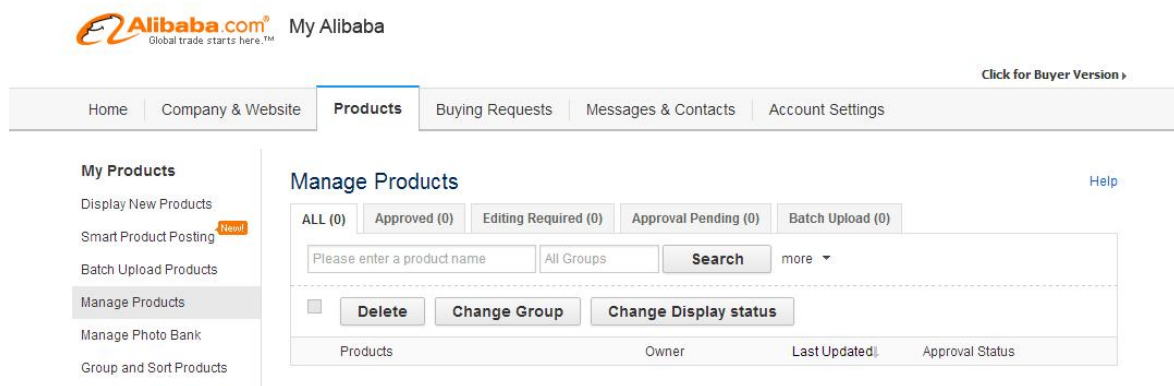 Alibaba.com® My Alibaba
Global trade starts here.™
Click for Buyer Version
Home Company & Website Products Buying Requests Messages & Contacts Account Settings
My Products
Display New Products
Smart Product Posting New!
Batch Upload Products
Manage Products
Manage Photo Bank
Group and Sort Products
Manage Products Help
ALL (0) Approved (0) Editing Required (0) Approval Pending (0) Batch Upload (0)
Please enter a product name All Groups Search more
Delete Change Group Change Display status
Products Owner Last Updated Approval Status